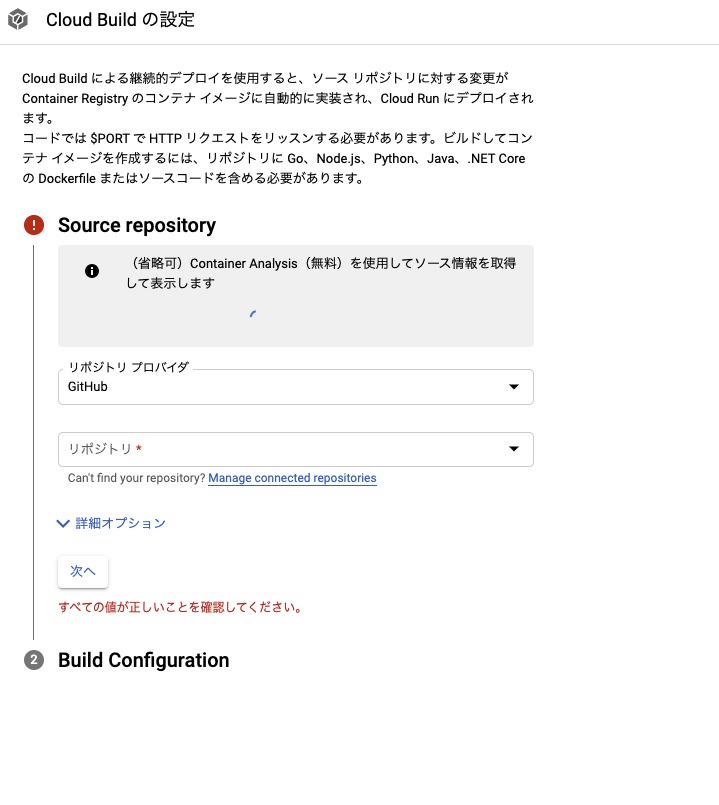 Cloud Build の設定
Cloud Build による継続的デプロイを使用すると、ソース リポジトリに対する変更が
Container Registry のコンテナ イメージに自動的に実装され、Cloud Run にデプロイされ
ます。
コードでは $PORT で HTTP リクエストをリッスンする必要があります。ビルドしてコン
テナ イメージを作成するには、リポジトリに Go、Node.js、Python、Java、.NET Core
の Dockerfile またはソースコードを含める必要があります。
Source repository
（省略可）Container Analysis（無料）を使用してソース情報を取得
して表示します
リポジトリ プロバイダ
GitHub
リポジトリ *
Can't find your repository? Manage connected repositories
詳細オプション
次へ
すべての値が正しいことを確認してください。
2 Build Configuration